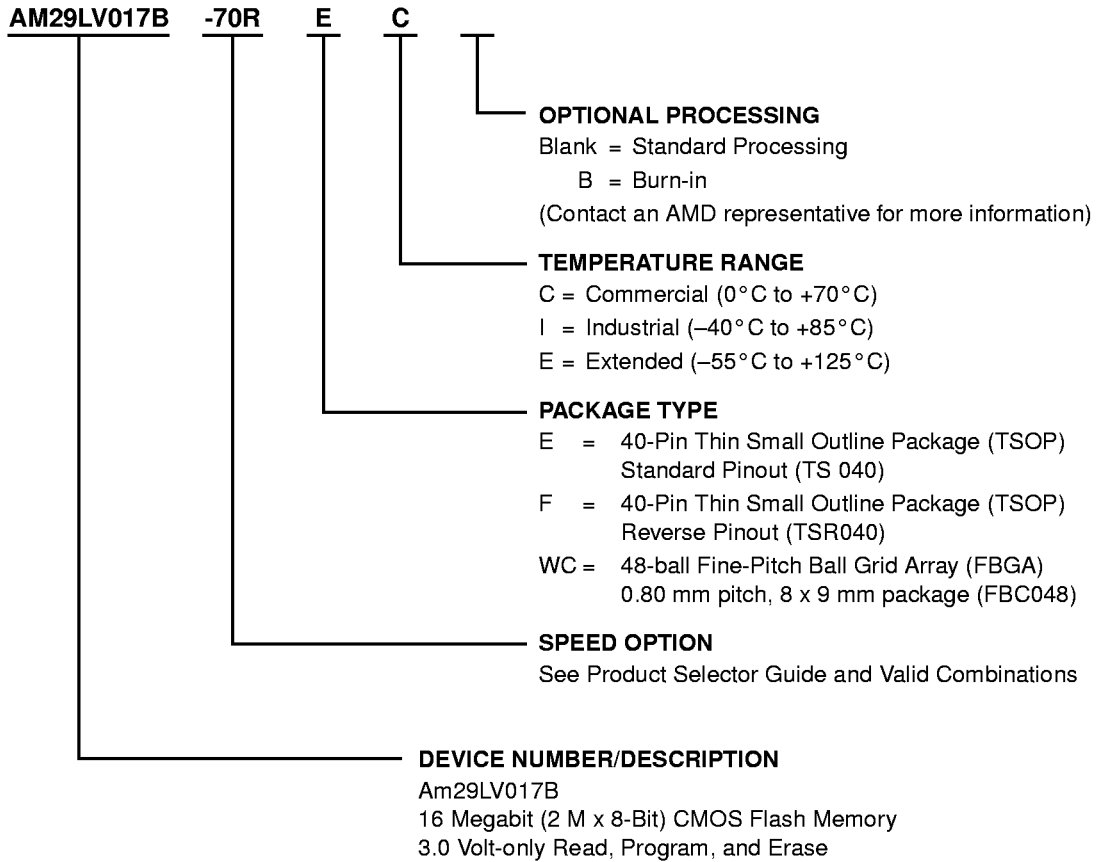 AM29LV017B -70R E C
OPTIONAL PROCESSING
Blank = Standard Processing
B = Burn-in
(Contact an AMD representative for more information)
TEMPERATURE RANGE
C = Commercial (0°C to +70°C)
I = Industrial (–40°C to +85°C)
E = Extended (–55°C to +125°C)
PACKAGE TYPE
E = 40-Pin Thin Small Outline Package (TSOP)
Standard Pinout (TS 040)
F = 40-Pin Thin Small Outline Package (TSOP)
Reverse Pinout (TSR040)
WC = 48-ball Fine-Pitch Ball Grid Array (FBGA)
0.80 mm pitch, 8 x 9 mm package (FBC048)
SPEED OPTION
See Product Selector Guide and Valid Combinations
DEVICE NUMBER/DESCRIPTION
Am29LV017B
16 Megabit (2 M x 8-Bit) CMOS Flash Memory
3.0 Volt-only Read, Program, and Erase